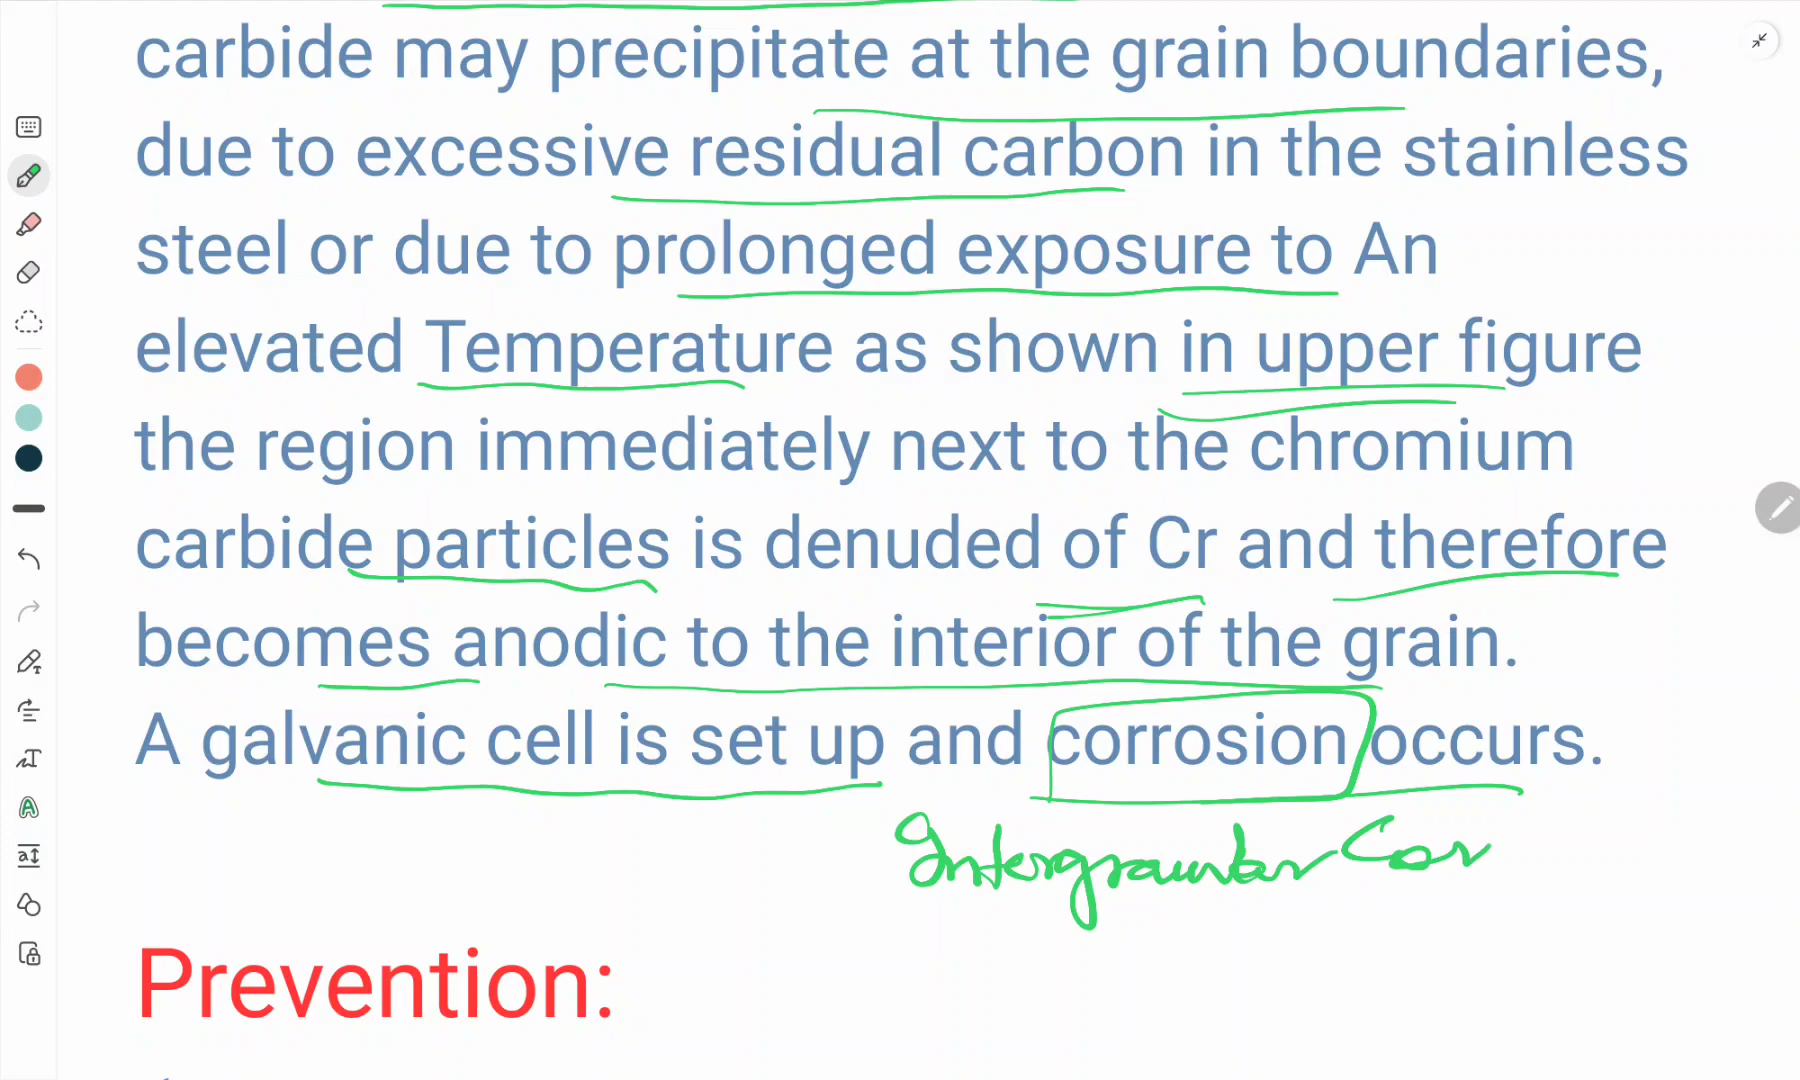 carbide may precipitate at the grain boundaries,
due to excessive residual carbon in the stainless
steel or due to prolonged exposure to An
elevated Temperature as shown in upper figure
the region immediately next to the chromium
carbide particles is denuded of Cr and therefore
becomes anodic to the interior of the grain.
A galvanic cell is set up and corrosion occurs.
Prevention: